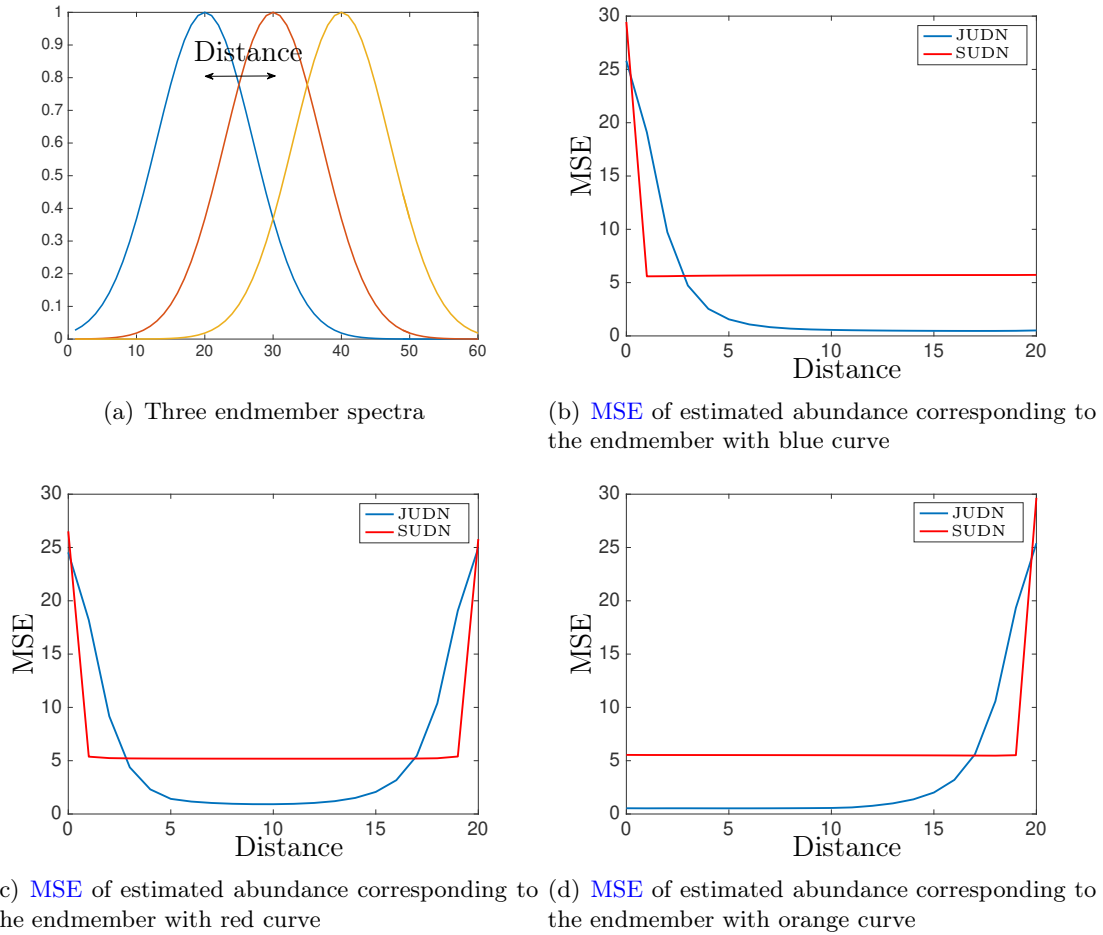 1
0.9
0.8
0.7
0.6
0.5
0.4
0.3
0.2
0.1
0
Distance
0 10 20 30 40 50 60
(a) Three endmember spectra
30
25
20
15
10
5
0
MSE
JUDN
SUDN
0 5 10 15 20
Distance
(b) MSE of estimated abundance corresponding to
the endmember with blue curve
30
25
20
15
10
5
0
MSE
JUDN
SUDN
0 5 10 15 20
Distance
c) MSE of estimated abundance corresponding to
he endmember with red curve
30
25
20
15
10
5
0
MSE
JUDN
SUDN
0 5 10 15 20
Distance
(d) MSE of estimated abundance corresponding to
the endmember with orange curve